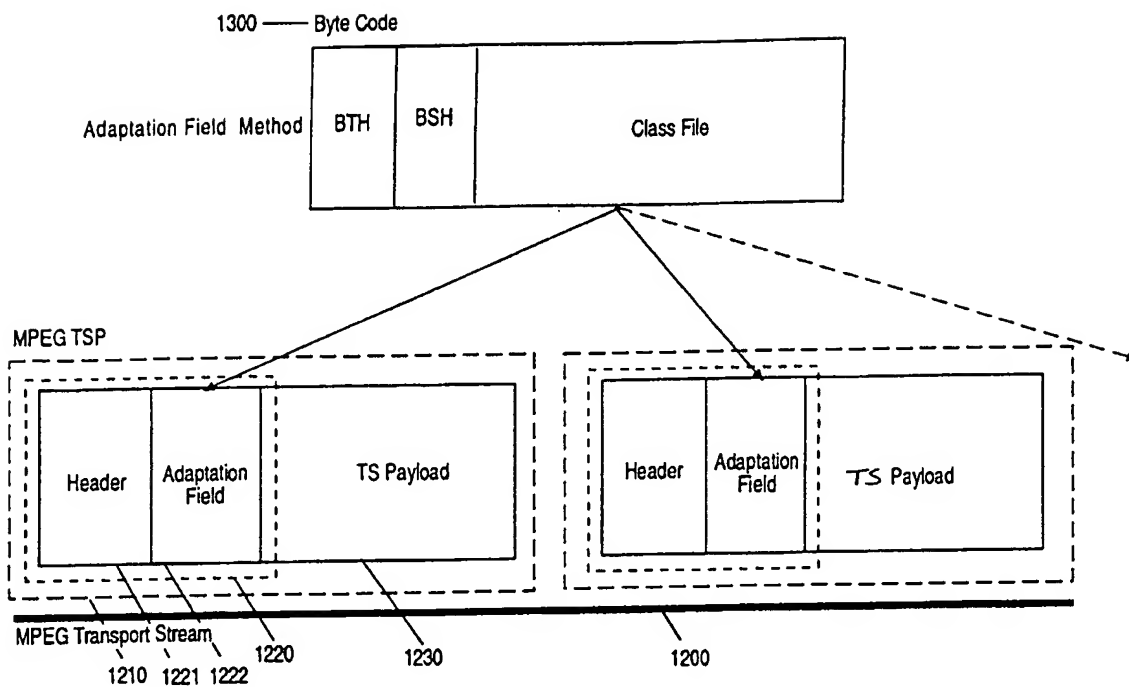 1300 Byte Code
Adaptation Field Method
BTH
BSH
Class File
MPEG TSP
Header
Adaptation
Field
TS Payload
Header
Adaptation
Field
TS Payload
MPEG Transport Stream
1210
1221
1222
1220
1230
1200